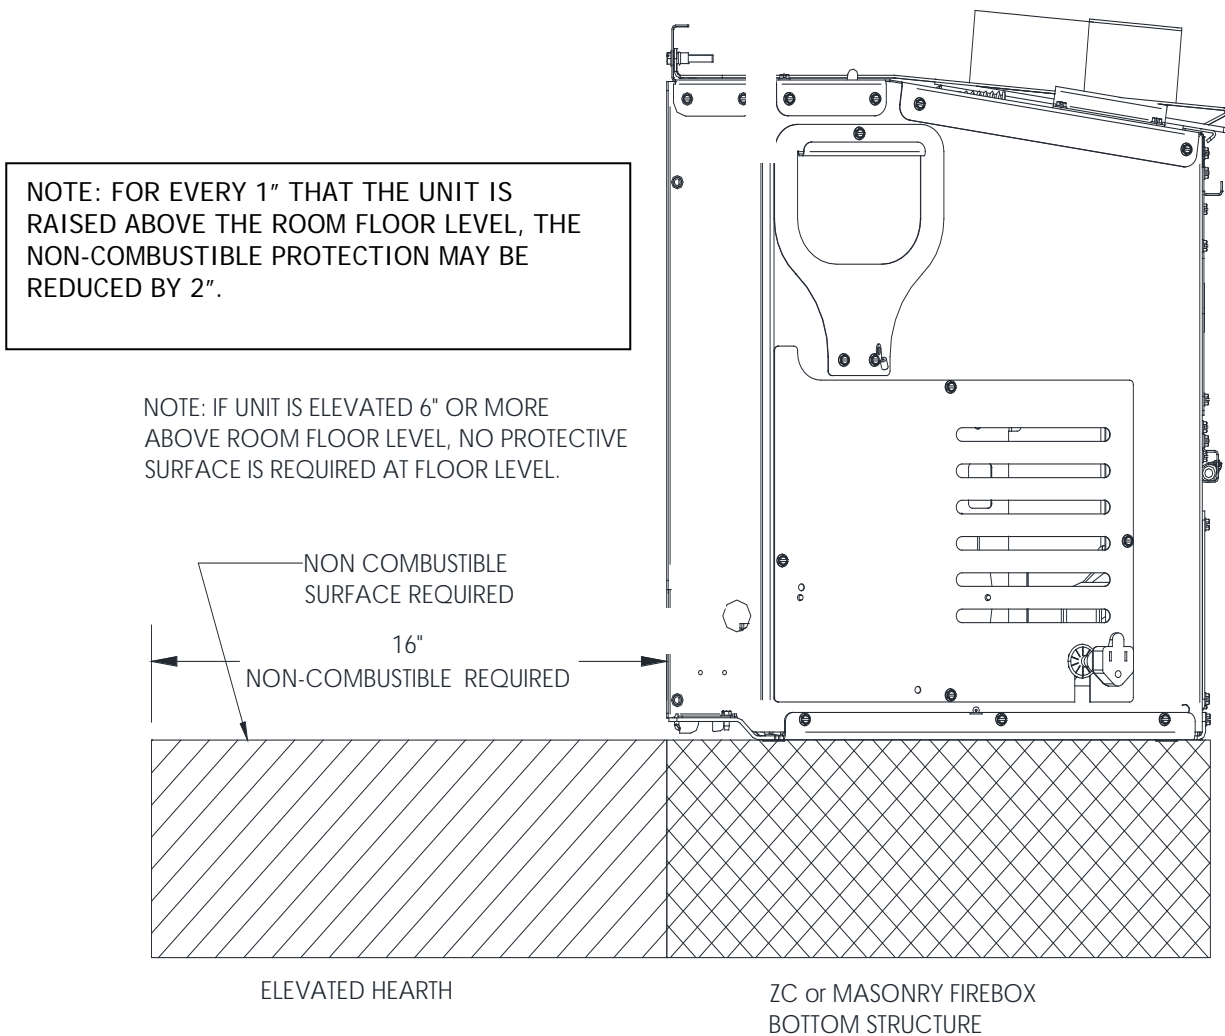 NOTE: FOR EVERY 1" THAT THE UNIT IS
RAISED ABOVE THE ROOM FLOOR LEVEL, THE
NON-COMBUSTIBLE PROTECTION MAY BE
REDUCED BY 2".
NOTE: IF UNIT IS ELEVATED 6" OR MORE
ABOVE ROOM FLOOR LEVEL, NO PROTECTIVE
SURFACE IS REQUIRED AT FLOOR LEVEL.
NON COMBUSTIBLE
SURFACE REQUIRED
16"
NON-COMBUSTIBLE REQUIRED
ELEVATED HEARTH
ZC or MASONRY FIREBOX
BOTTOM STRUCTURE